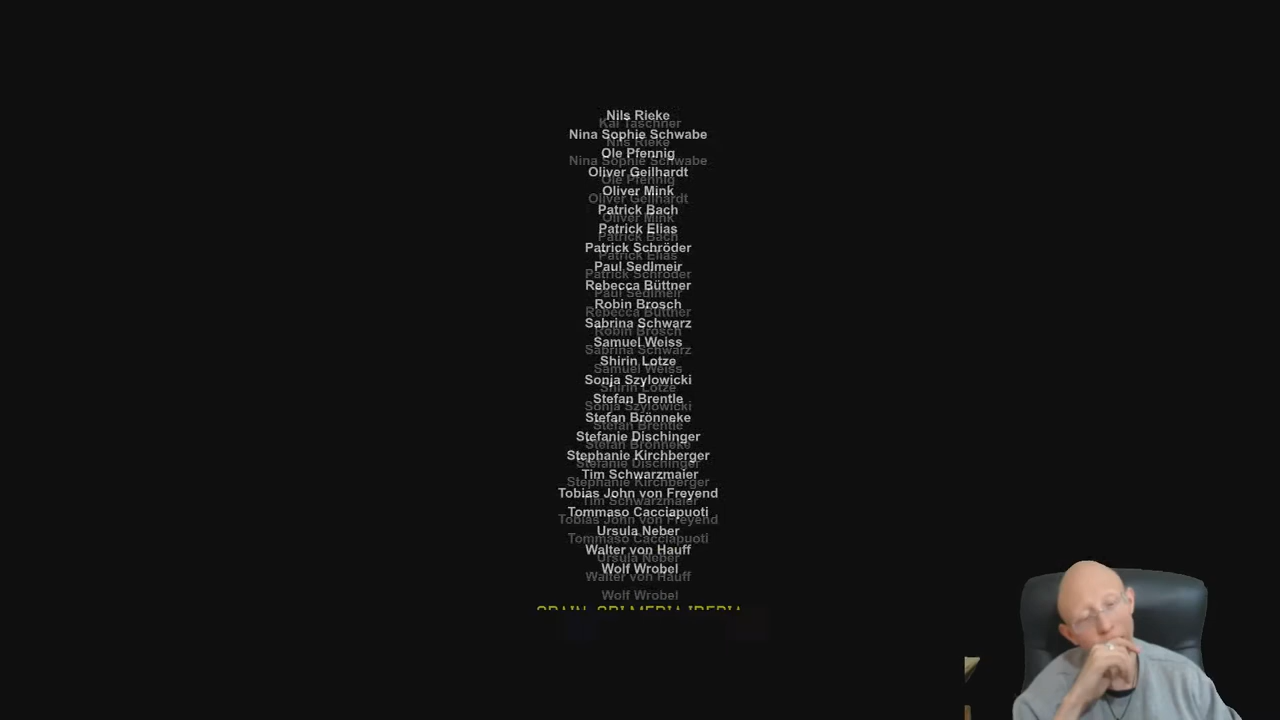 Nils Rieke
Nina Sophie Schwabe
Ole Pfennig
Oliver Geilhardt
Oliver Mink
Patrick Bach
Patrick Elias
Patrick Schröder
Paul Sedlmeir
Rebecca Büttner
Robin Brosch
Sabrina Schwarz
Samuel Weiss
Shirin Lotze
Sonja Szylowicki
Stefan Brentle
Stefan Brönneke
Stefanie Dischinger
Stephanie Kirchberger
Tim Schwarzmaier
Tobias John von Freyend
Tommaso Cacciapuoti
Ursula Neber
Walter von Hauff
Wolf Wrobel